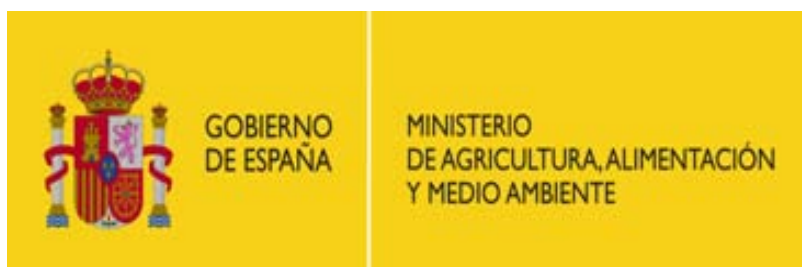 GOBIERNO
DE ESPAÑA
MINISTERIO
DE AGRICULTURA, ALIMENTACIÓN
Y MEDIO AMBIENTE